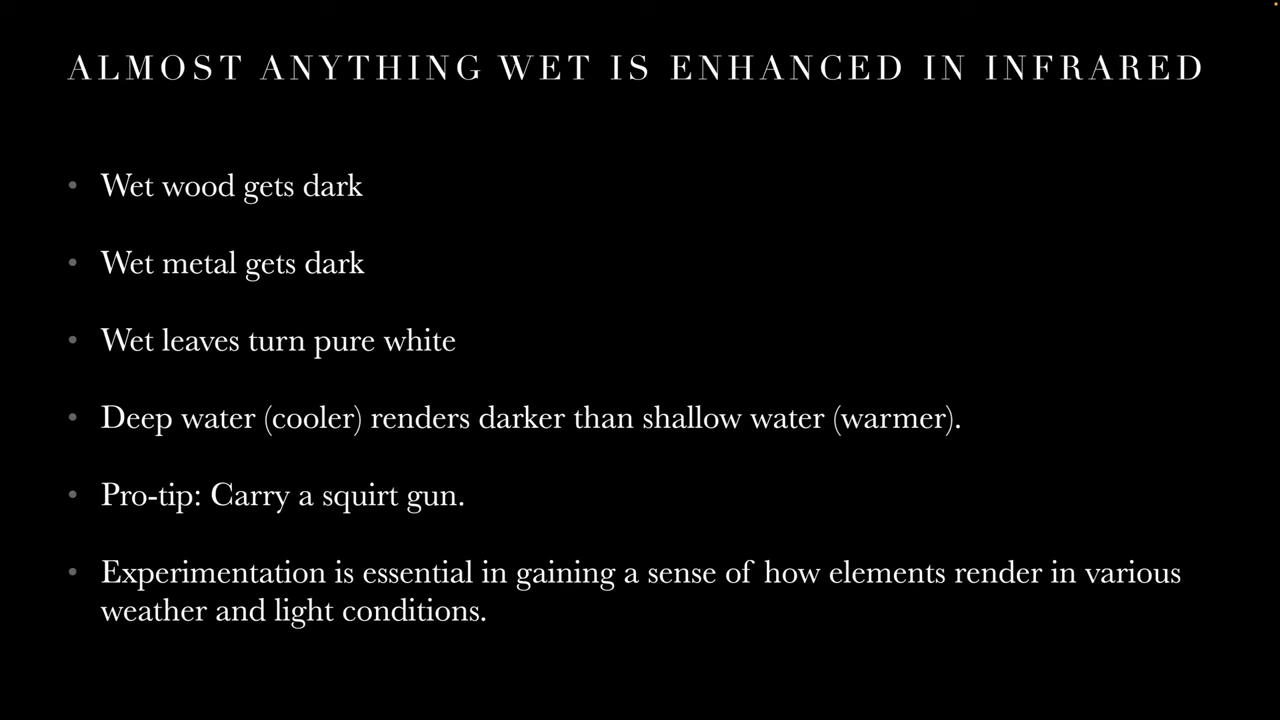 ALMOST ANYTHING WET IS ENHANCED IN INFRARED
• Wet wood gets dark
• Wet metal gets dark
• Wet leaves turn pure white
• Deep water (cooler) renders darker than shallow water (warmer).
• Pro-tip: Carry a squirt gun.
• Experimentation is essential in gaining a sense of how elements render in various
weather and light conditions.